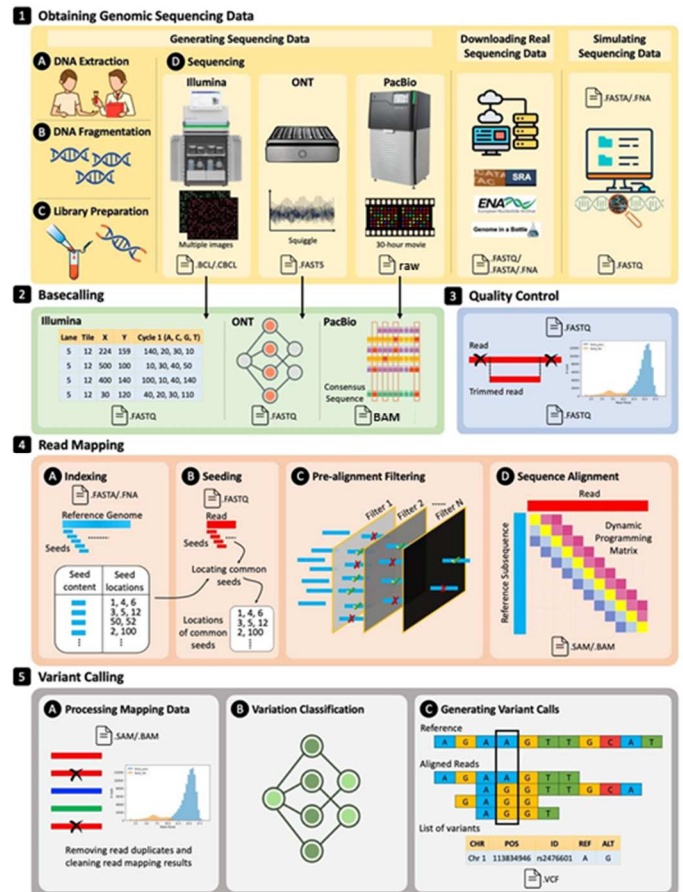 1 Obtaining Genomic Sequencing Data
Generating Sequencing Data
Downloading Real
Sequencing Data
Simulating
Sequencing Data
A DNA Extraction
B DNA Fragmentation
C Library Preparation
D Sequencing
Illumina
ONT
PacBio
Multiple images
Squiggle
30-hour movie
.BCL/.CBCL
.FAST5
raw
CATA
AC
SRA
ENA
European Nucleotide Archive
Genome in a Bottle
.FASTQ/
.FASTA/.FNA
.FASTA/.FNA
.FASTQ
2 Basecalling
Illumina
Lane Tile X Y Cycle 1 (A, C, G, T)
5 12 224 159 140, 20, 30, 10
5 12 500 100 10, 30, 40, 50
5 12 400 140 100, 10, 40, 140
5 12 30 120 40, 20, 30, 110
.FASTQ
ONT
.FASTQ
PacBio
Consensus
Sequence
BAM
3 Quality Control
.FASTQ
Read
Trimmed read
.FASTQ
4 Read Mapping
A Indexing
.FASTA/.FNA
Reference Genome
Seeds
Seed content
Seed locations
1, 4, 6
3, 5, 12
50, 52
2, 100
B Seeding
.FASTQ
Read
Seeds
Locating common
seeds
Locations
of common
seeds
1, 4, 6
3, 5, 12
2, 100
C Pre-alignment Filtering
Filter 1
Filter 2
Filter N
D Sequence Alignment
Read
Reference Subsequence
Dynamic
Programming
Matrix
.SAM/.BAM
5 Variant Calling
A Processing Mapping Data
.SAM/.BAM
Removing read duplicates and
cleaning read mapping results
B Variation Classification
C Generating Variant Calls
Reference
A G A A G T T G C A T
Aligned Reads
A G A A G T T
A G G T T G C A
G A G G
A G G T
List of variants
CHR POS ID REF ALT
Chr 1 113834946 rs2476601 A G
.VCF